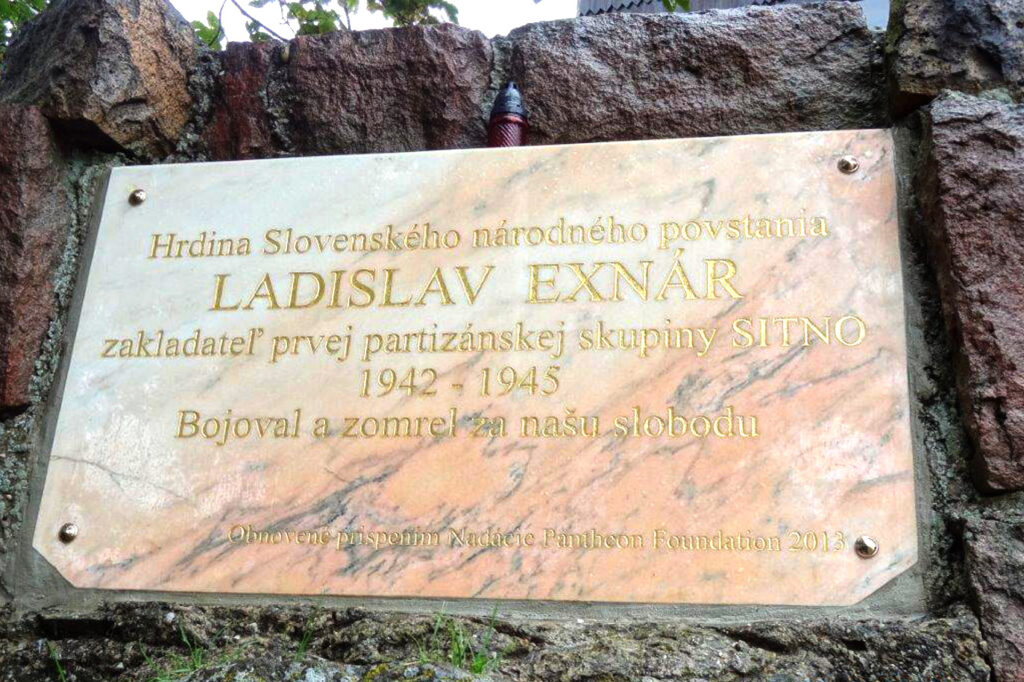 Hrdina Slovenského národného povstania
LADISLAV EXNÁR
zakladateľ prvej partizánskej skupiny SITNO
1942 - 1945
Bojoval a zomrel za našu slobodu
Obnovené prispením Nadácie Pantheon Foundation 2013